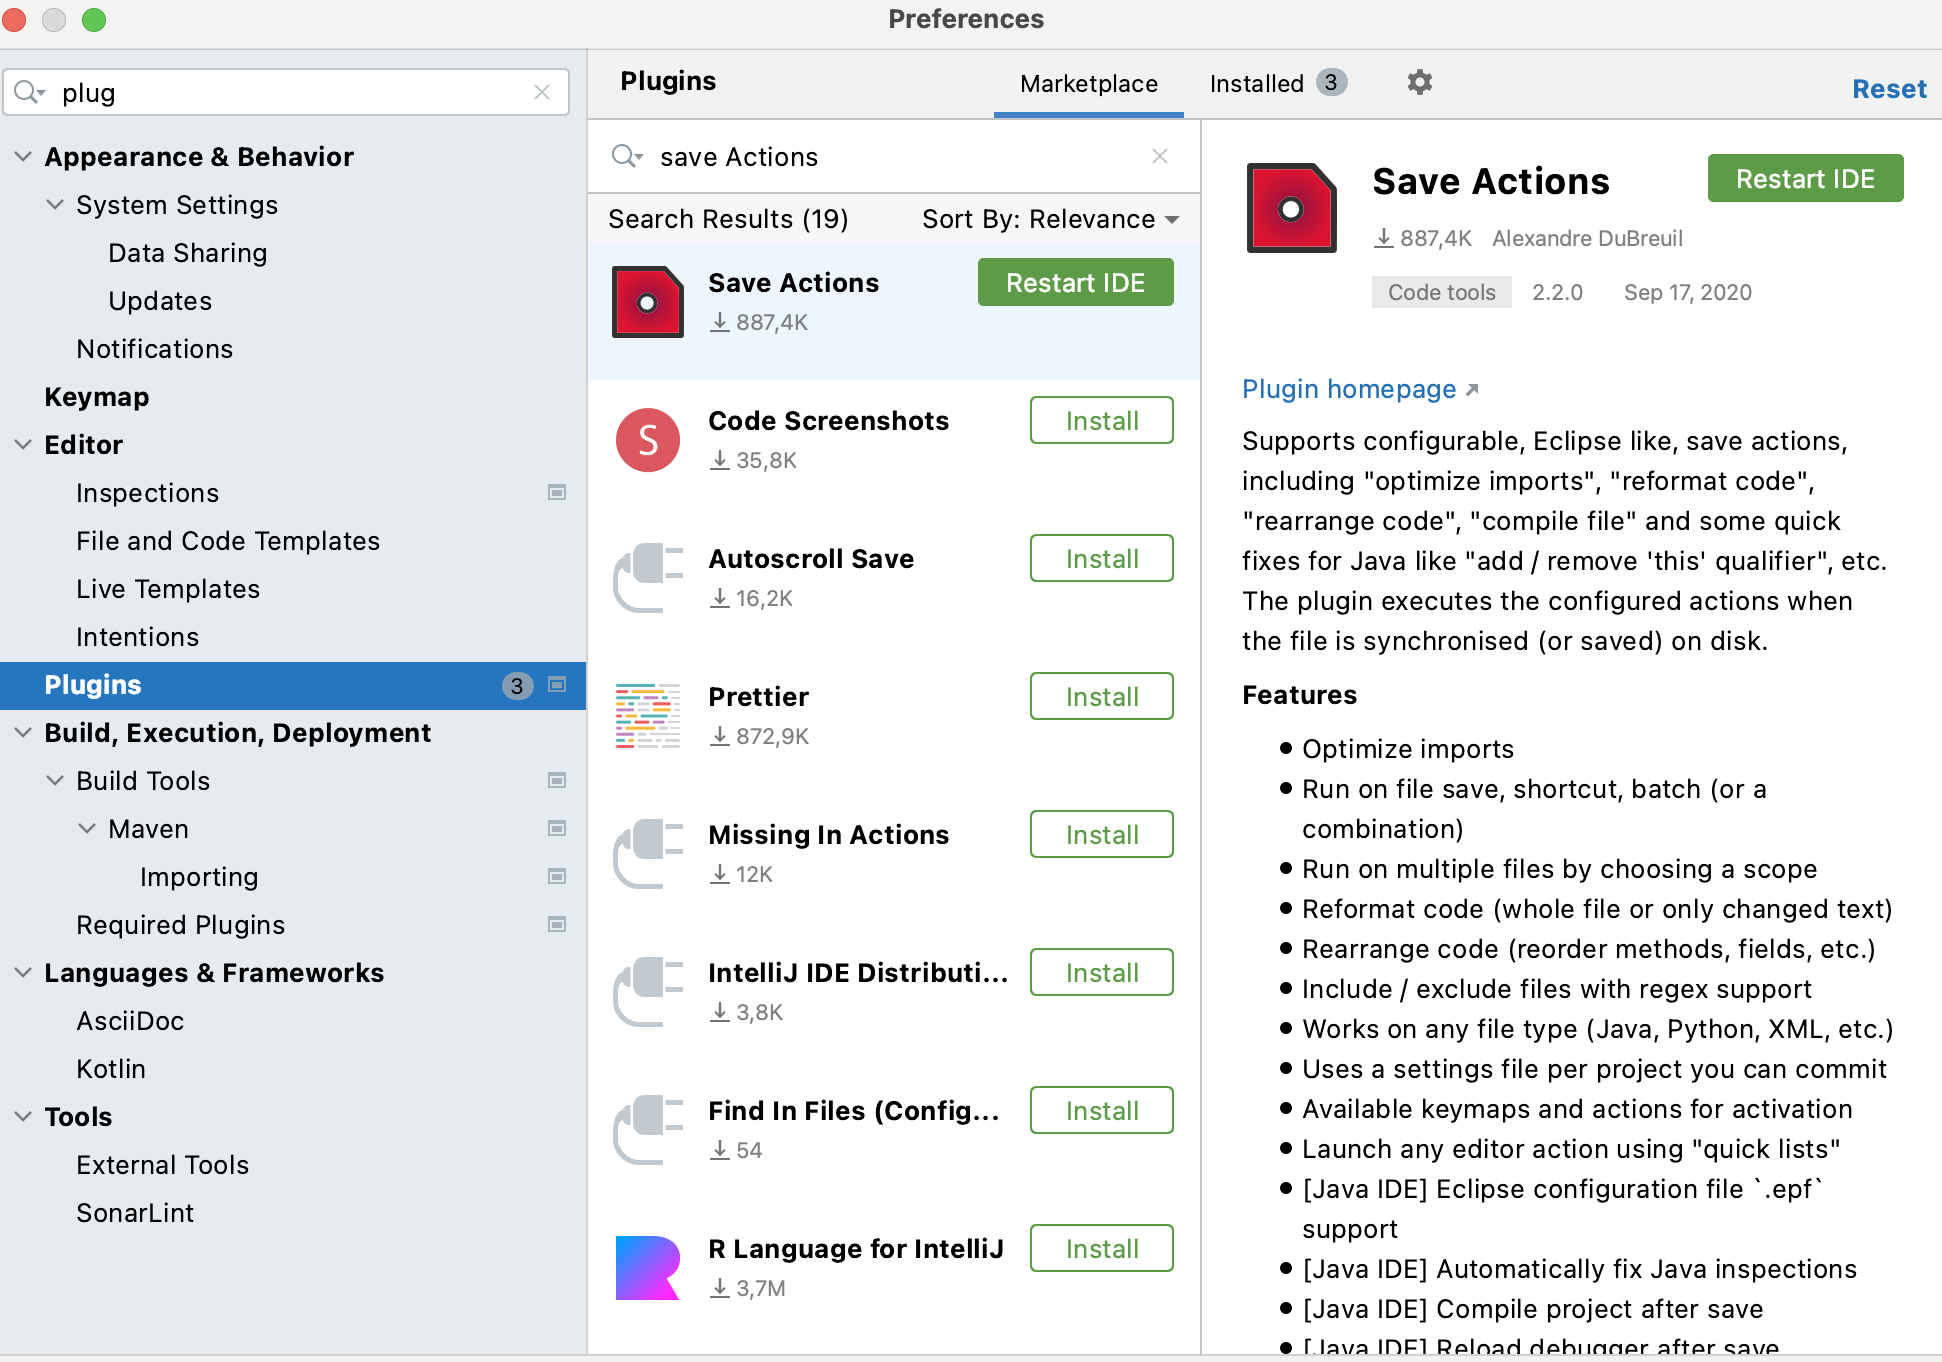 Preferences
plug
Appearance & Behavior
System Settings
Data Sharing
Updates
Notifications
Keymap
Editor
Inspections
File and Code Templates
Live Templates
Intentions
Plugins 3
Build, Execution, Deployment
Build Tools
Maven
Importing
Required Plugins
Languages & Frameworks
AsciiDoc
Kotlin
Tools
External Tools
SonarLint
Plugins Marketplace Installed 3 Reset
save Actions
Search Results (19) Sort By: Relevance
Save Actions Restart IDE
887,4K
Code Screenshots Install
S
35,8K
Autoscroll Save Install
16,2K
Prettier Install
872,9K
Missing In Actions Install
12K
IntelliJ IDE Distributi... Install
3,8K
Find In Files (Config... Install
54
R Language for IntelliJ Install
3,7M
Save Actions Restart IDE
887,4K Alexandre DuBreuil
Code tools 2.2.0 Sep 17, 2020
Plugin homepage
Supports configurable, Eclipse like, save actions,
including "optimize imports", "reformat code",
"rearrange code", "compile file" and some quick
fixes for Java like "add / remove 'this' qualifier", etc.
The plugin executes the configured actions when
the file is synchronised (or saved) on disk.
Features
Optimize imports
Run on file save, shortcut, batch (or a
combination)
Run on multiple files by choosing a scope
Reformat code (whole file or only changed text)
Rearrange code (reorder methods, fields, etc.)
Include / exclude files with regex support
Works on any file type (Java, Python, XML, etc.)
Uses a settings file per project you can commit
Available keymaps and actions for activation
Launch any editor action using "quick lists"
[Java IDE] Eclipse configuration file `.epf`
support
[Java IDE] Automatically fix Java inspections
[Java IDE] Compile project after save
[Java IDE] Reload debugger after save